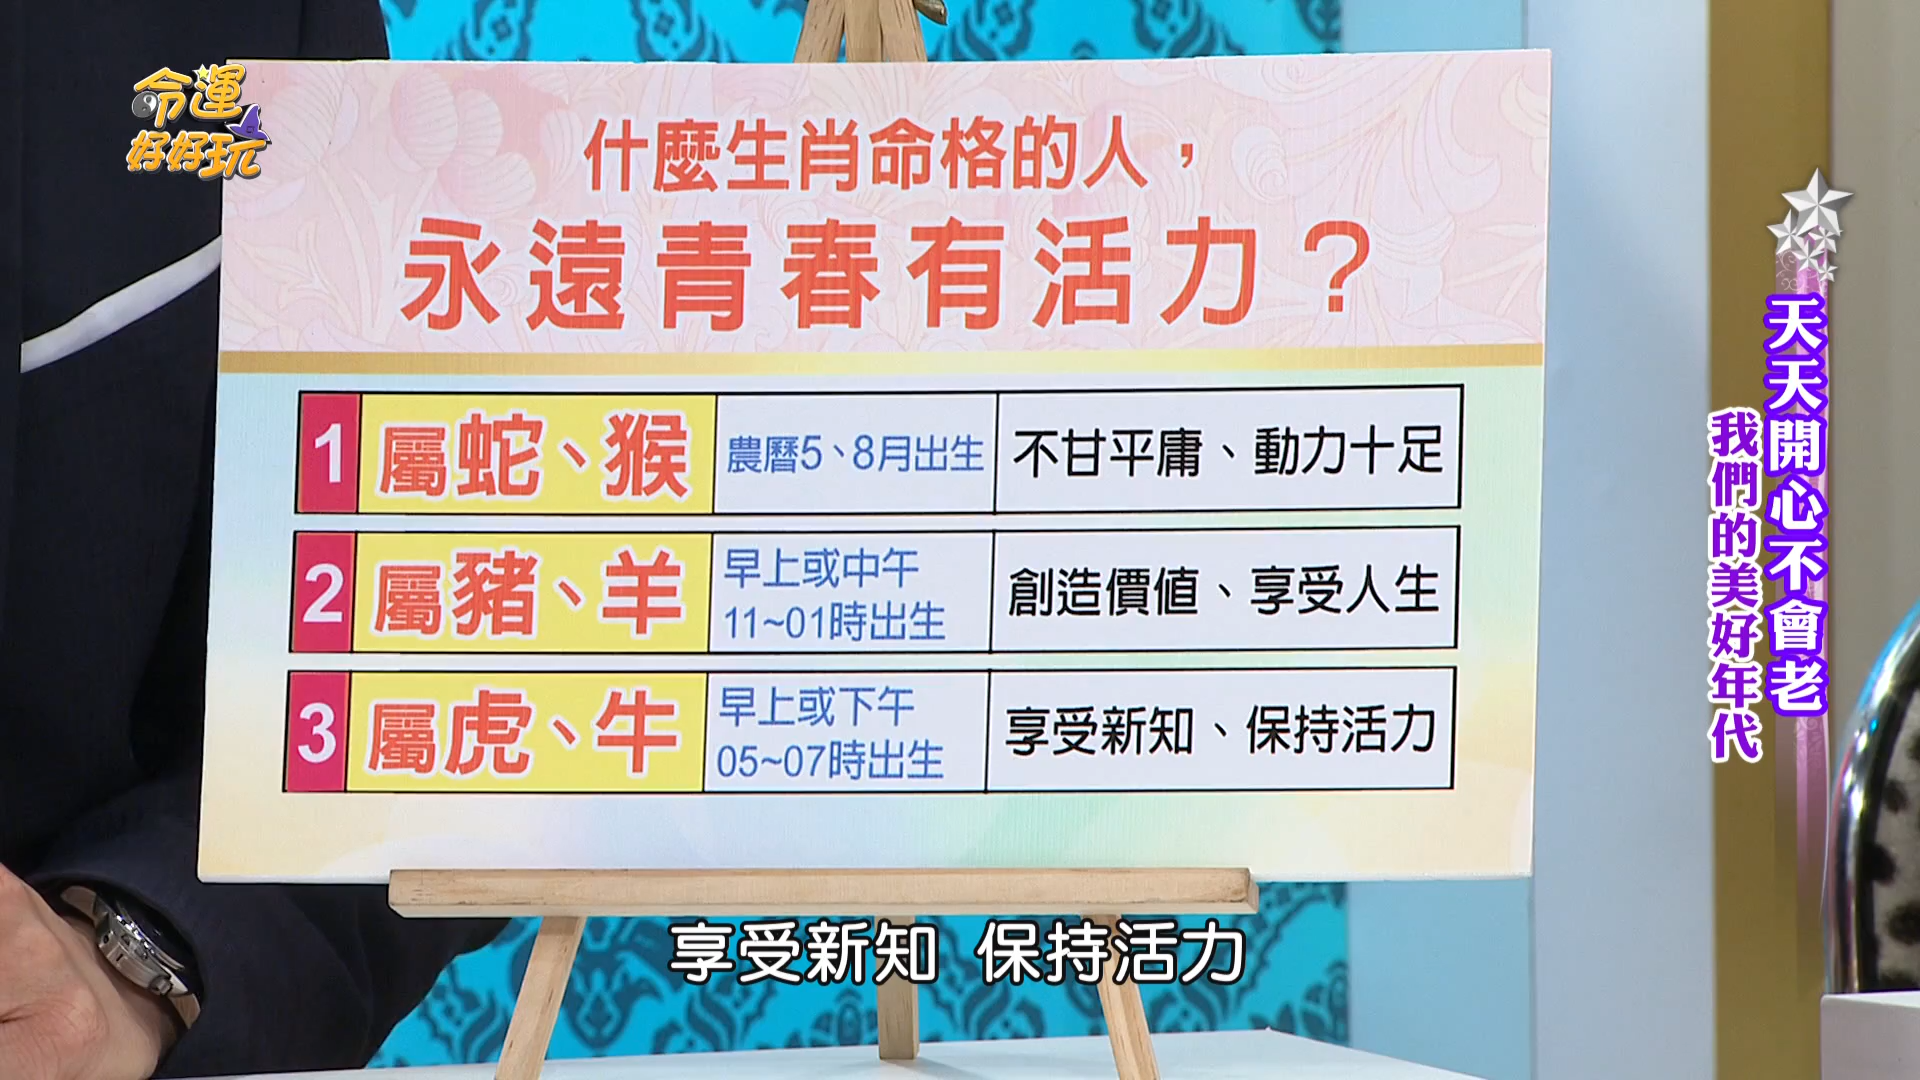 命運
好好玩
什麼生肖命格的人，
永遠青春有活力？
1 屬蛇、猴 農曆5、8月出生 不甘平庸、動力十足
2 屬豬、羊 早上或中午 11~01時出生 創造價值、享受人生
3 屬虎、牛 早上或下午 05~07時出生 享受新知、保持活力
天天開心不會老
我們的美好年代
享受新知 保持活力